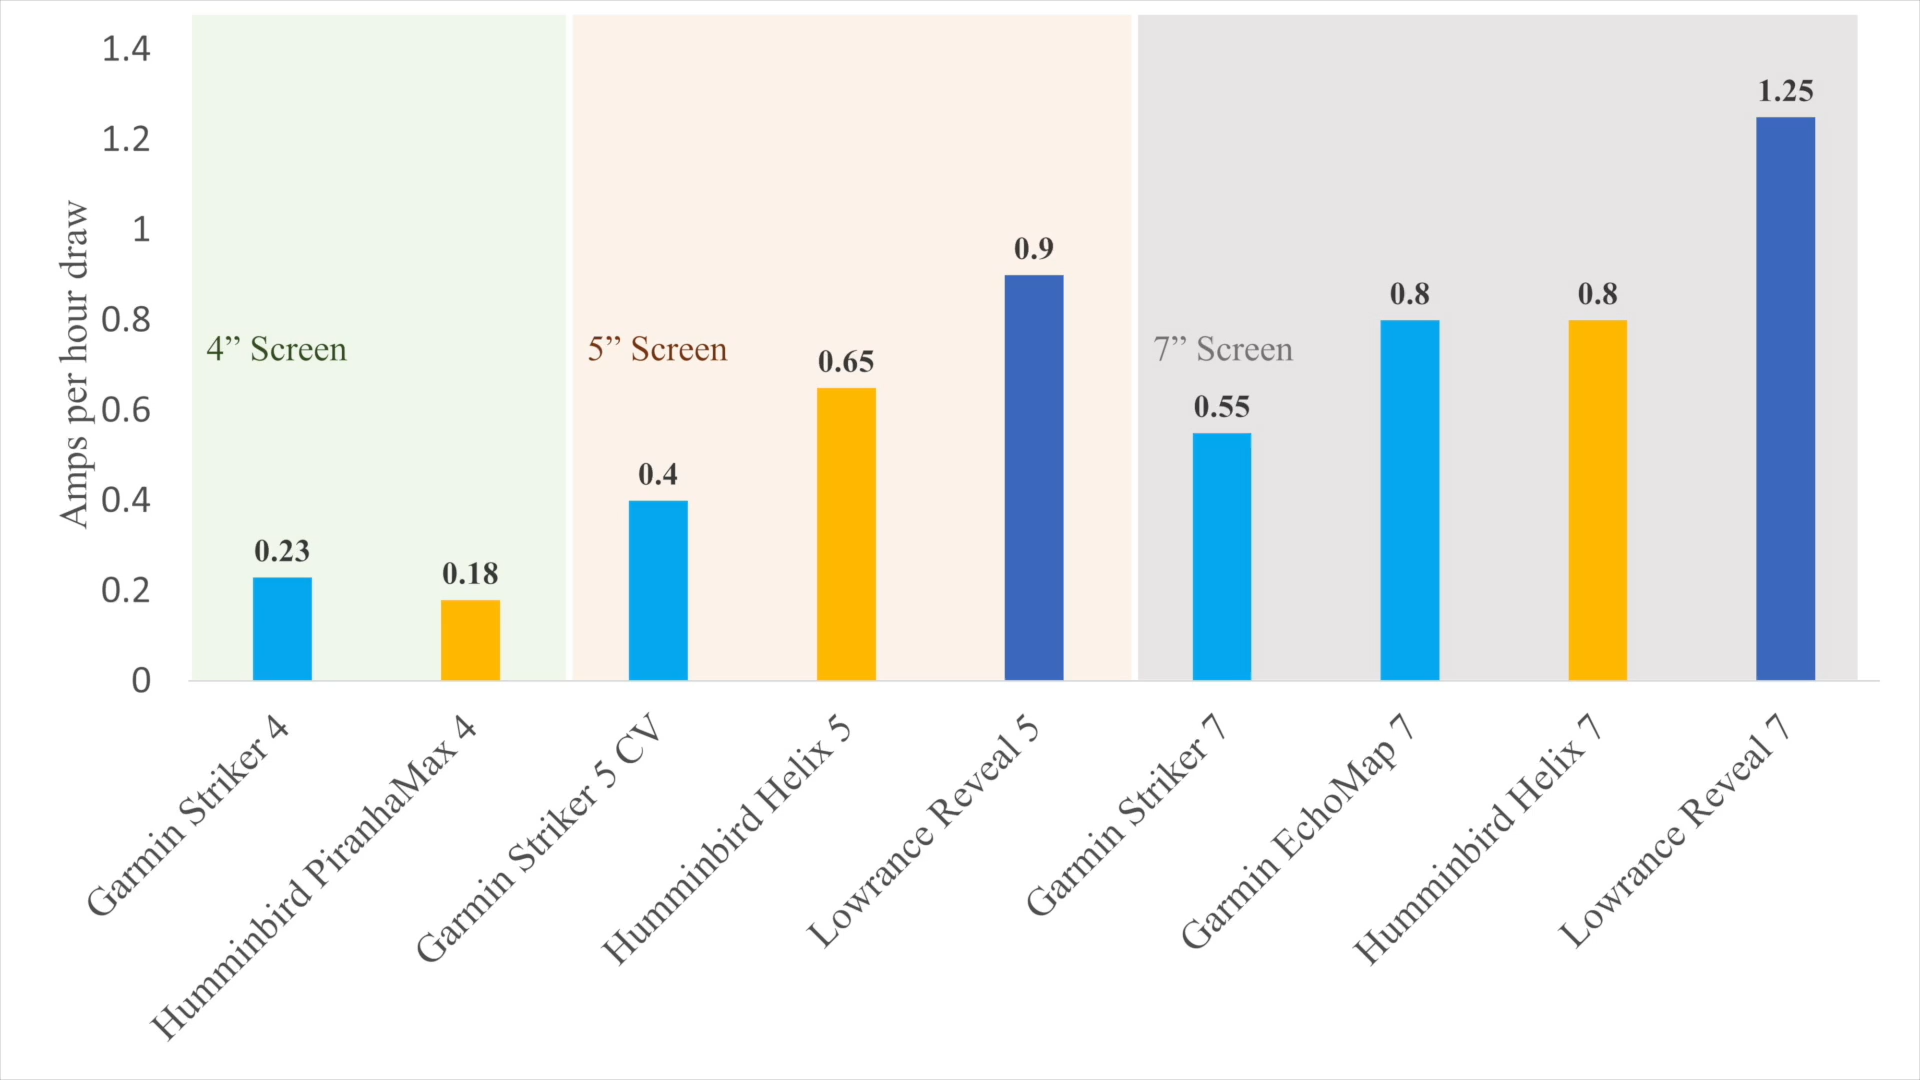 Amps per hour draw
1.4
1.2
1
0.8
0.6
0.4
0.2
0
4” Screen
5” Screen
7” Screen
0.23
0.18
0.4
0.65
0.9
0.55
0.8
0.8
1.25
Garmin Striker 4
Humminbird PiranhaMax 4
Garmin Striker 5 CV
Humminbird Helix 5
Lowrance Reveal 5
Garmin Striker 7
Garmin EchoMap 7
Humminbird Helix 7
Lowrance Reveal 7